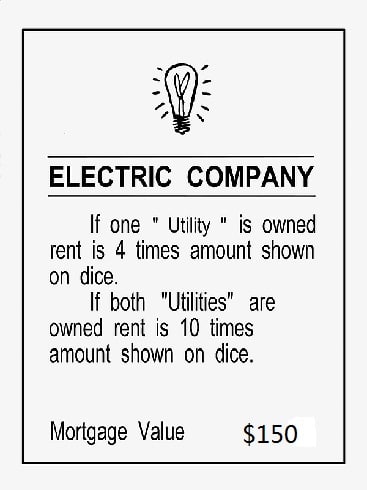 ELECTRIC COMPANY
If one " Utility " is owned
rent is 4 times amount shown
on dice.
If both "Utilities" are
owned rent is 10 times
amount shown on dice.
Mortgage Value $150